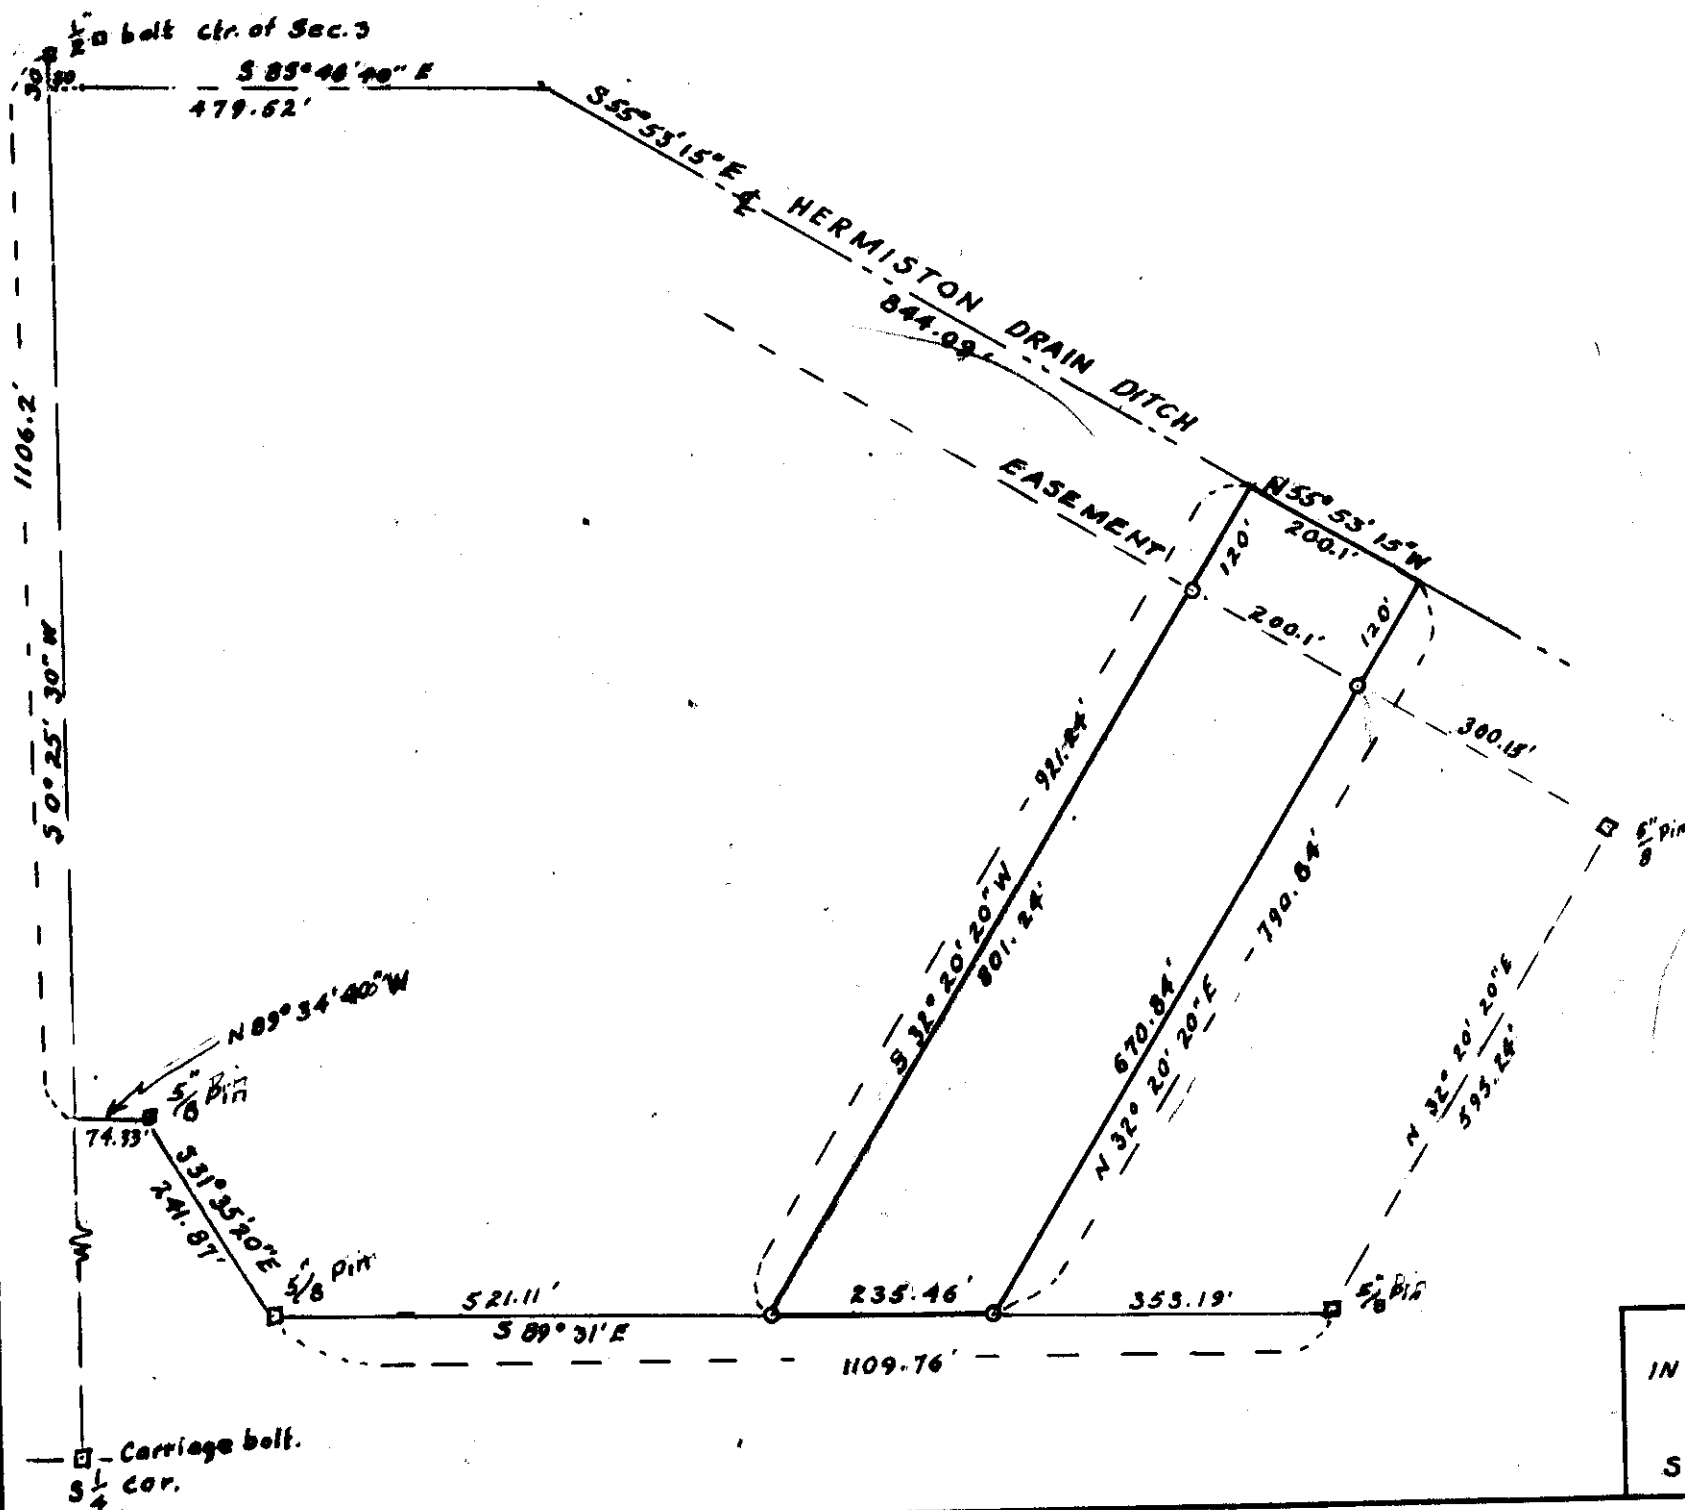 1/2" bolt ctr. of Sec. 3
30'
30
S 85° 46' 40" E
479.62'
S 55° 53' 15" E
℄ HERMISTON DRAIN DITCH
844.09'
EASEMENT
N 55° 53' 15" W
200.1'
120'
120'
200.1'
300.15'
5/8" Pin
1106.2'
S 0° 25' 30" W
921.24'
S 32° 20' 20" W
801.24'
790.84'
670.84'
N 32° 20' 20" E
N 32° 20' 20" E
595.24'
N 89° 34' 40" W
5/8" Pin
74.33'
S 31° 35' 20" E
241.87'
5/8" Pin
521.11'
S 89° 31' E
235.46'
353.19'
5/8" Pin
1109.76'
Carriage bolt.
S 1/4 cor.
IN
S